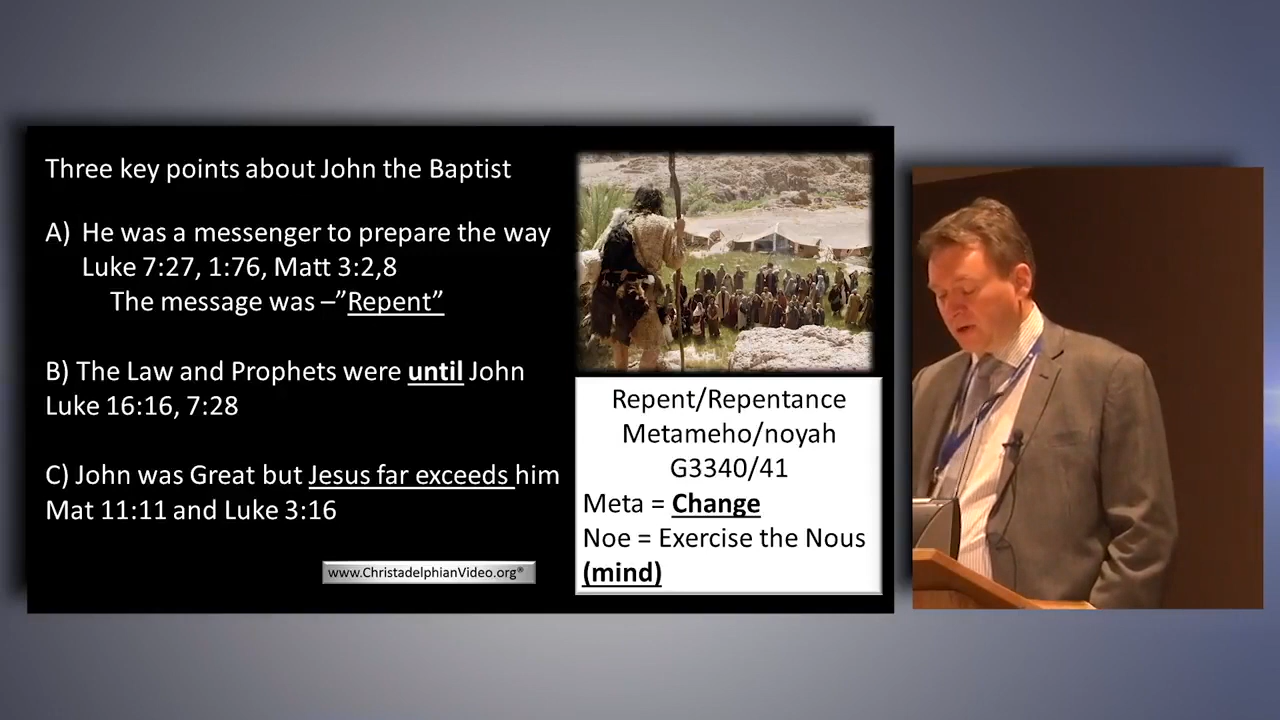 Three key points about John the Baptist
A) He was a messenger to prepare the way
Luke 7:27, 1:76, Matt 3:2,8
The message was –”Repent”
B) The Law and Prophets were until John
Luke 16:16, 7:28
C) John was Great but Jesus far exceeds him
Mat 11:11 and Luke 3:16
www.ChristadelphianVideo.org®
Repent/Repentance
Metameho/noyah
G3340/41
Meta = Change
Noe = Exercise the Nous
(mind)